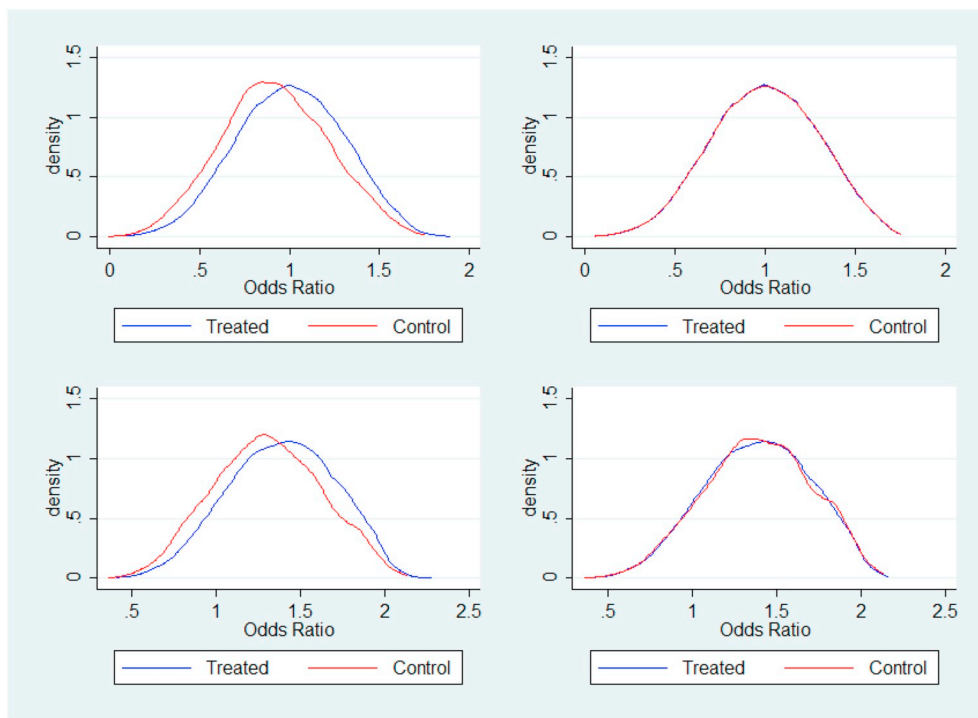 density
0 .5 1 1.5
0 .5 1 1.5 2
Odds Ratio
Treated Control
density
0 .5 1 1.5
0 .5 1 1.5 2
Odds Ratio
Treated Control
density
0 .5 1 1.5
.5 1 1.5 2 2.5
Odds Ratio
Treated Control
density
0 .5 1 1.5
.5 1 1.5 2 2.5
Odds Ratio
Treated Control